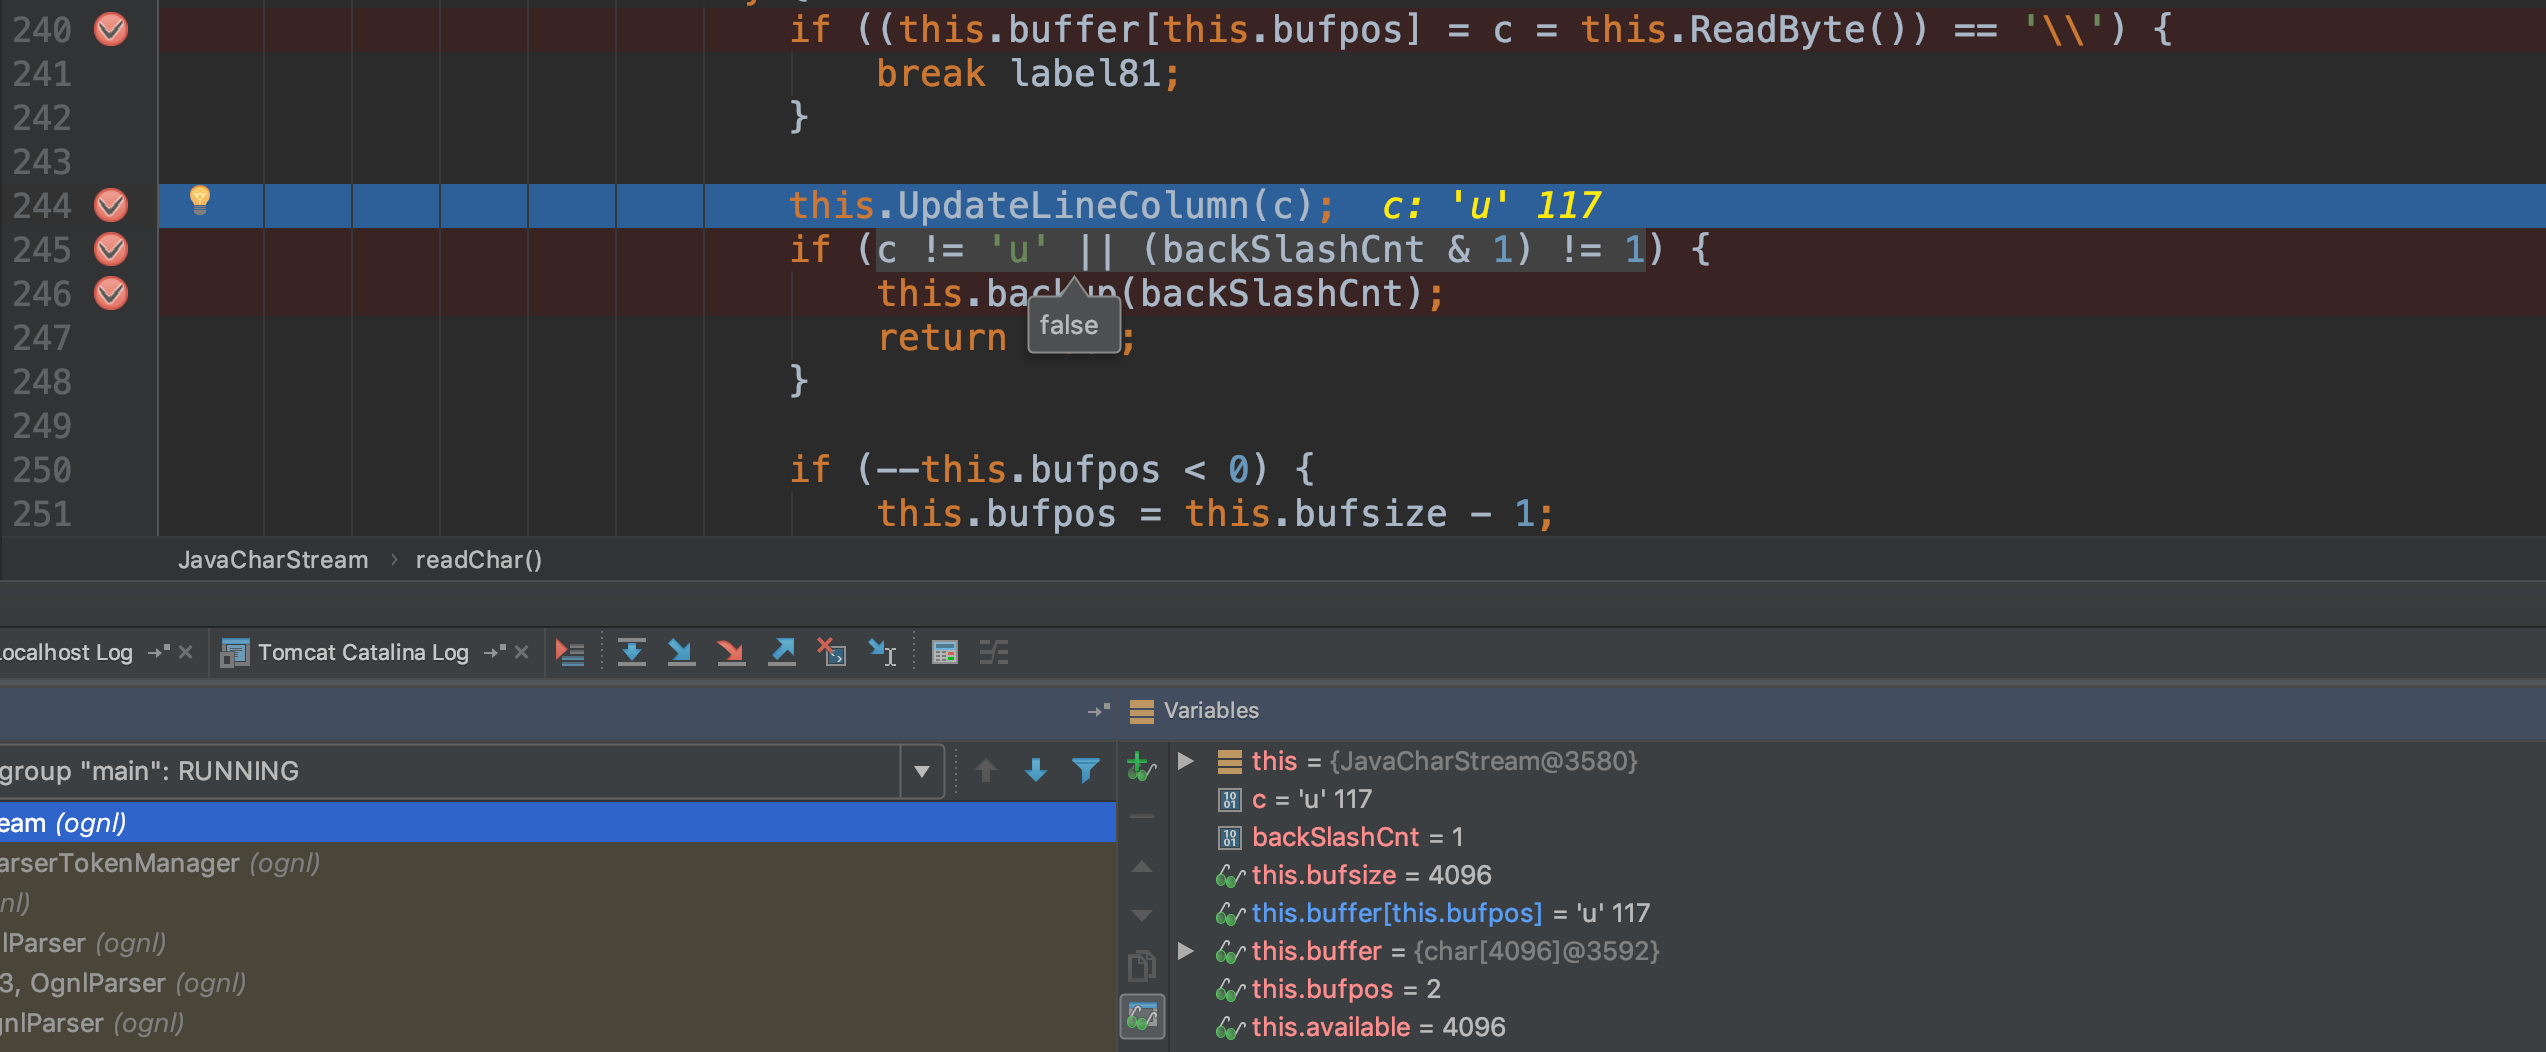 240 if ((this.buffer[this.bufpos] = c = this.ReadByte()) == '\\') {
241 break label81;
242 }
243
244 this.UpdateLineColumn(c); c: 'u' 117
245 if (c != 'u' || (backSlashCnt & 1) != 1) {
246 this.backup(backSlashCnt);
247 return ;
false
248 }
249
250 if (--this.bufpos < 0) {
251 this.bufpos = this.bufsize - 1;
JavaCharStream › readChar()
ocalhost Log
Tomcat Catalina Log
Variables
group "main": RUNNING
eam (ognl)
arserTokenManager (ognl)
nl)
lParser (ognl)
3, OgnlParser (ognl)
gnlParser (ognl)
this = {JavaCharStream@3580}
c = 'u' 117
backSlashCnt = 1
this.bufsize = 4096
this.buffer[this.bufpos] = 'u' 117
this.buffer = {char[4096]@3592}
this.bufpos = 2
this.available = 4096